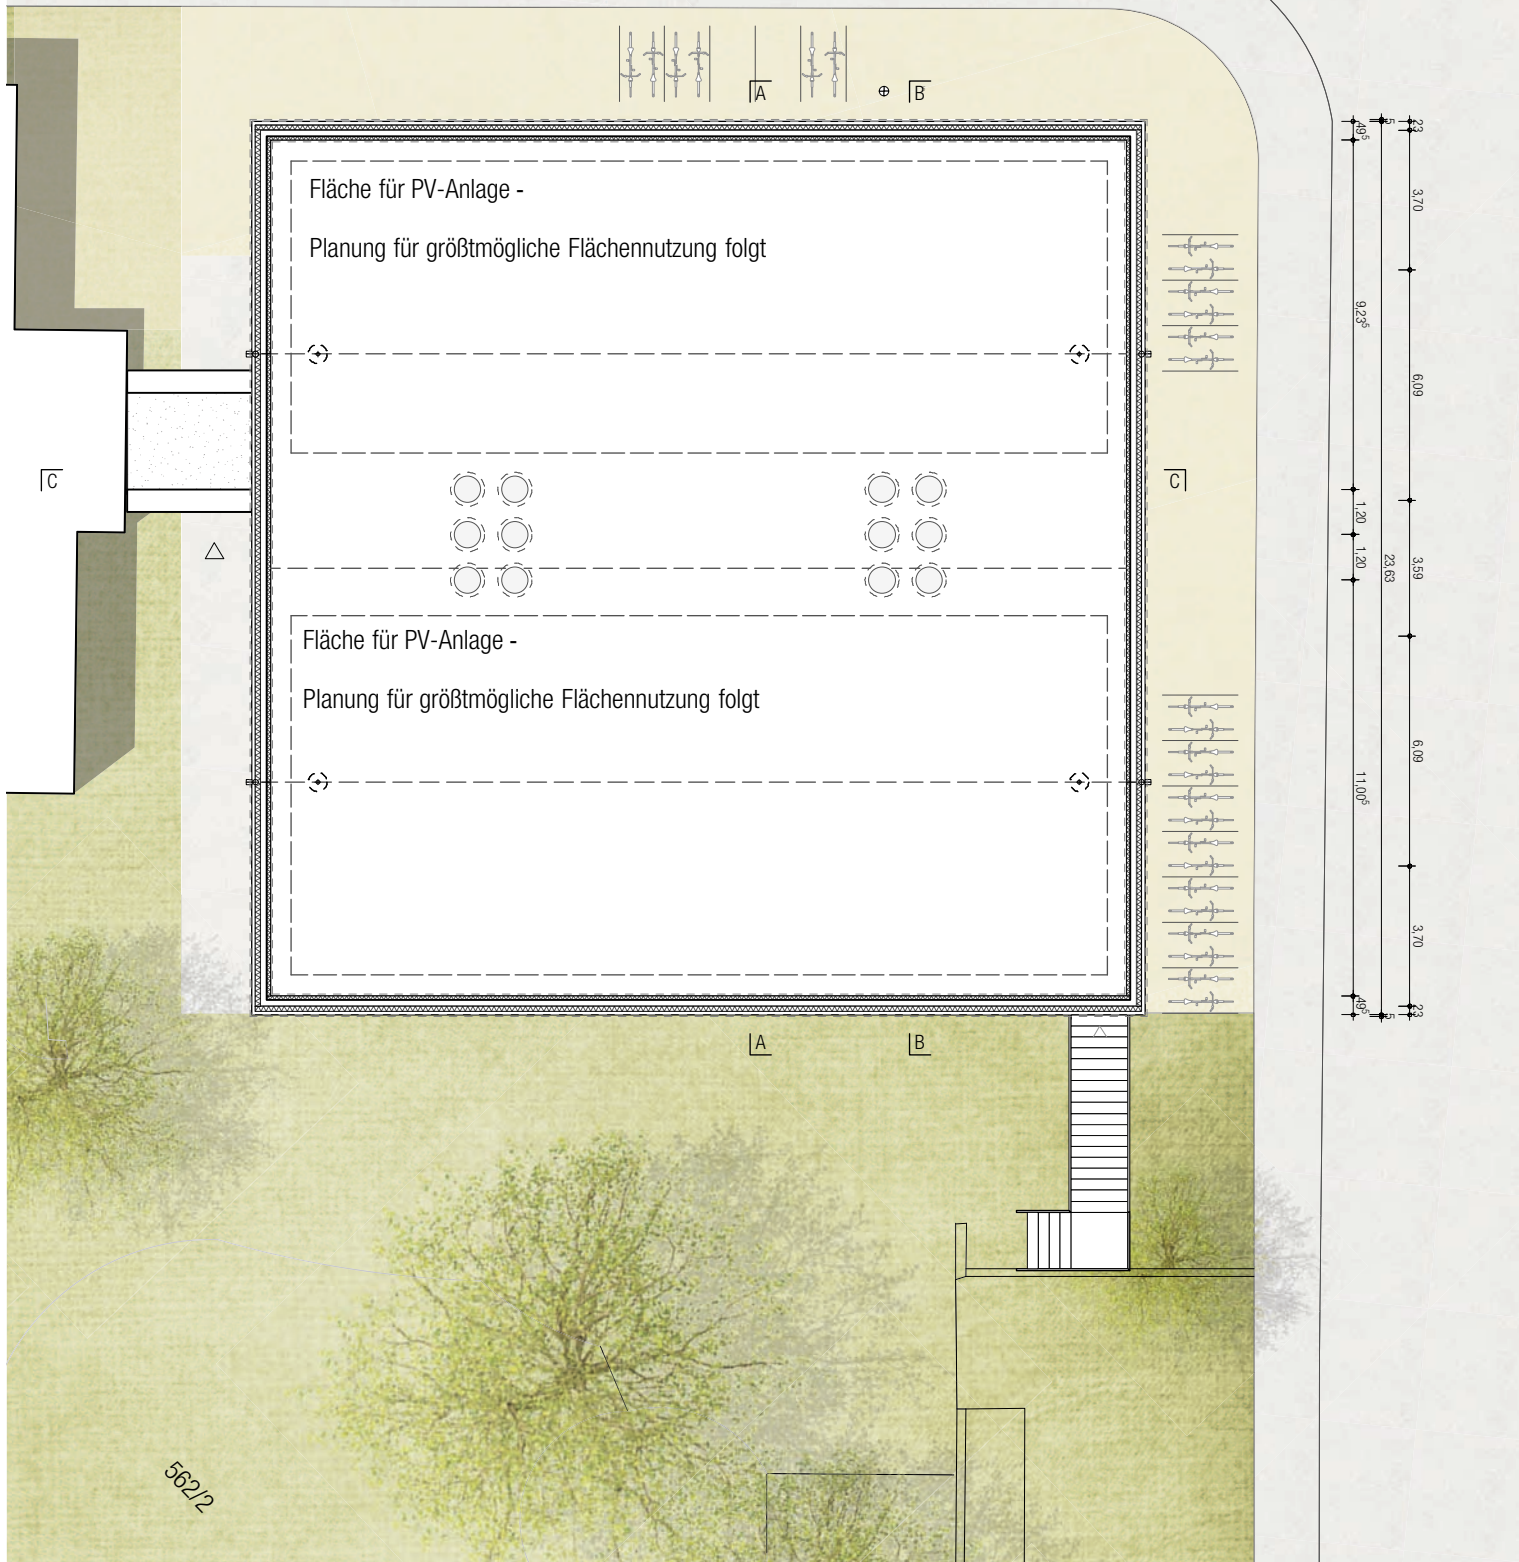 A
B
Fläche für PV-Anlage -
Planung für größtmögliche Flächennutzung folgt
C
C
Fläche für PV-Anlage -
Planung für größtmögliche Flächennutzung folgt
A
B
562/2
49⁵
9,23⁵
1,20
1,20
11,00⁵
49⁵
5
23,63
5
23
3,70
6,09
3,59
6,09
3,70
23